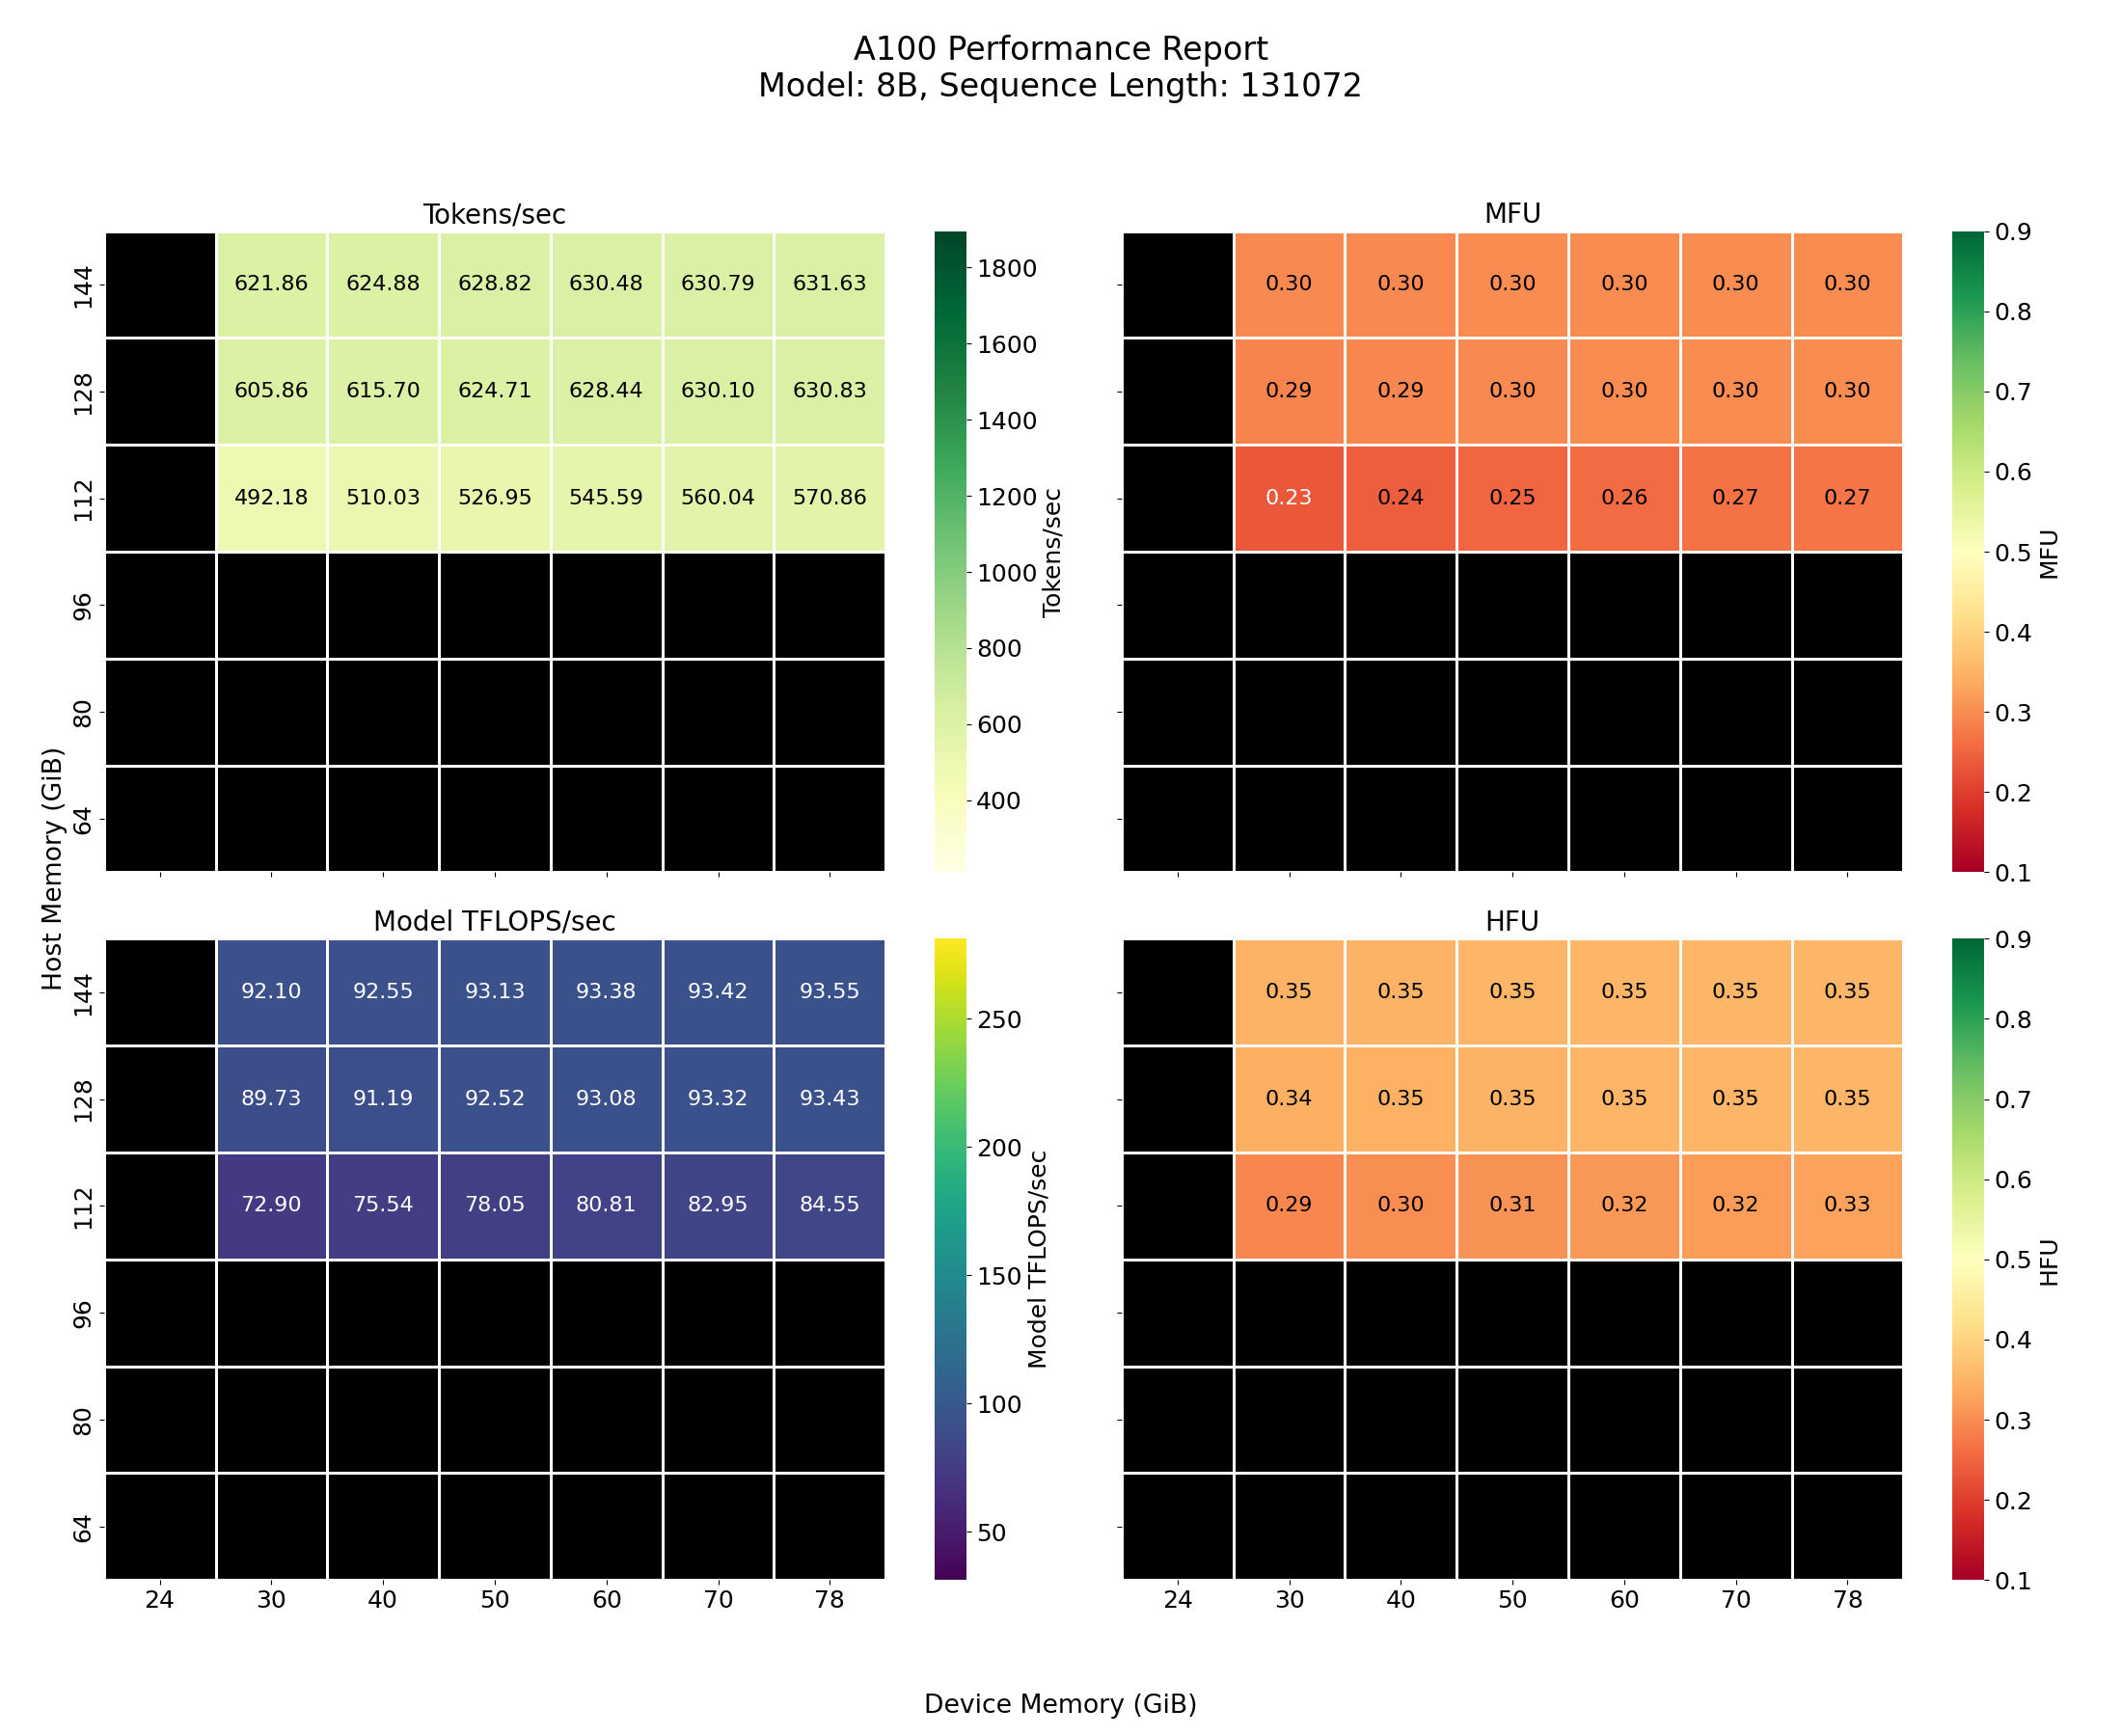 A100 Performance Report
Model: 8B, Sequence Length: 131072
Tokens/sec
144 621.86 624.88 628.82 630.48 630.79 631.63
128 605.86 615.70 624.71 628.44 630.10 630.83
112 492.18 510.03 526.95 545.59 560.04 570.86
96
80
64
1800
1600
1400
1200
1000
800
600
400
Tokens/sec
MFU
0.30 0.30 0.30 0.30 0.30 0.30
0.29 0.29 0.30 0.30 0.30 0.30
0.23 0.24 0.25 0.26 0.27 0.27
0.9
0.8
0.7
0.6
0.5
0.4
0.3
0.2
0.1
MFU
Host Memory (GiB)
Model TFLOPS/sec
144 92.10 92.55 93.13 93.38 93.42 93.55
128 89.73 91.19 92.52 93.08 93.32 93.43
112 72.90 75.54 78.05 80.81 82.95 84.55
96
80
64
24 30 40 50 60 70 78
250
200
150
100
50
Model TFLOPS/sec
HFU
0.35 0.35 0.35 0.35 0.35 0.35
0.34 0.35 0.35 0.35 0.35 0.35
0.29 0.30 0.31 0.32 0.32 0.33
24 30 40 50 60 70 78
0.9
0.8
0.7
0.6
0.5
0.4
0.3
0.2
0.1
HFU
Device Memory (GiB)